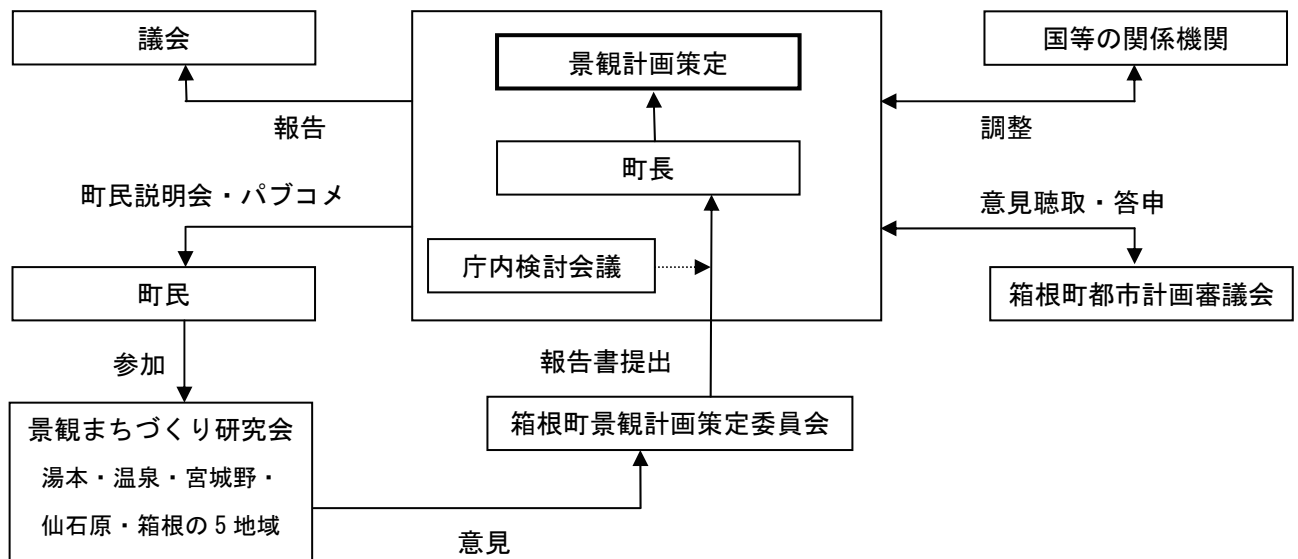 議会
景観計画策定
国等の関係機関
報告
調整
町長
町民説明会・パブコメ
意見聴取・答申
庁内検討会議
町民
箱根町都市計画審議会
参加
報告書提出
景観まちづくり研究会
湯本・温泉・宮城野・
仙石原・箱根の5地域
箱根町景観計画策定委員会
意見